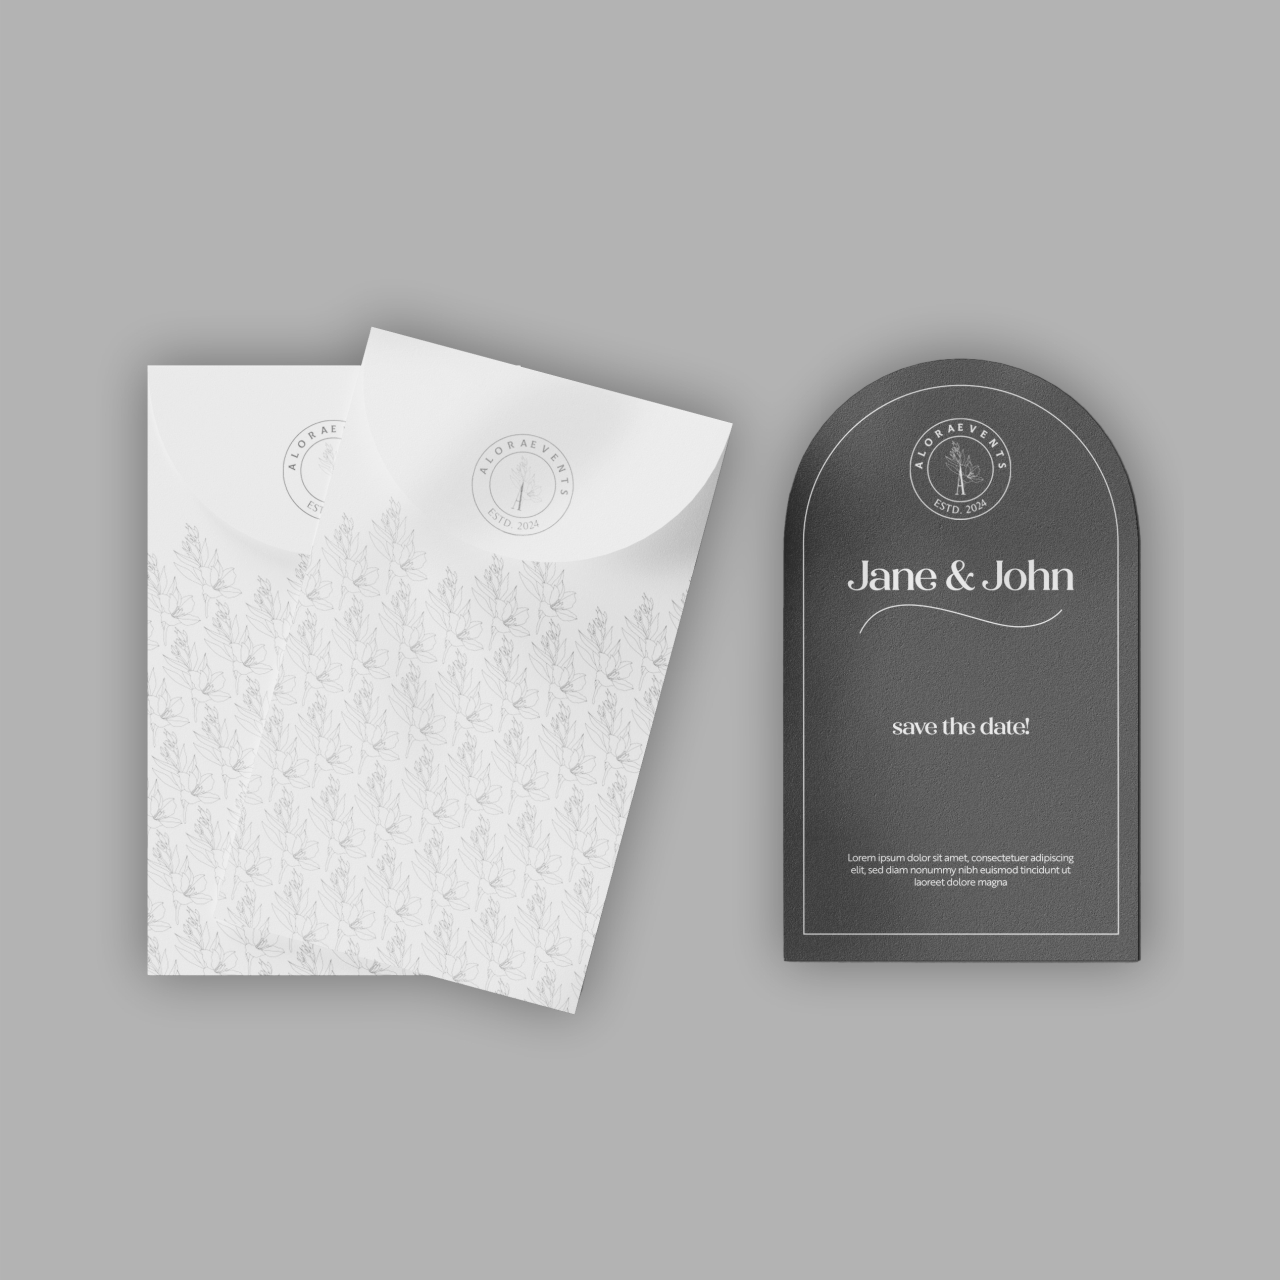 ALORAEVENTS
ESTD.
ALORAEVENTS
ESTD. 2024
ALORAEVENTS
ESTD. 2024
Jane & John
save the date!
Lorem ipsum dolor sit amet, consectetuer adipiscing
elit, sed diam nonummy nibh euismod tincidunt ut
laoreet dolore magna